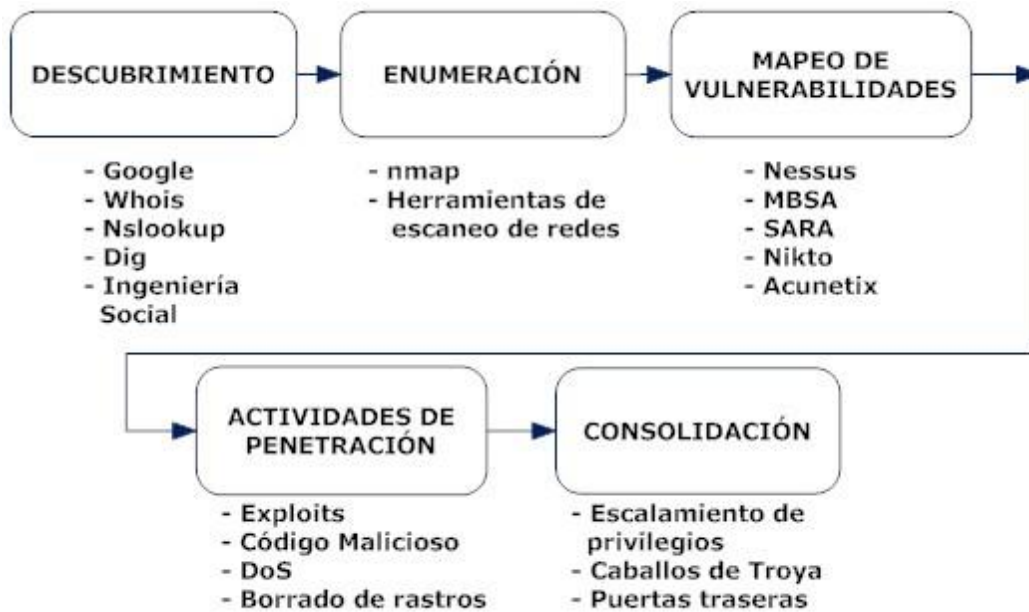 DESCUBRIMIENTO
- Google
- Whois
- Nslookup
- Dig
- Ingeniería
Social
ENUMERACIÓN
- nmap
- Herramientas de
escaneo de redes
MAPEO DE
VULNERABILIDADES
- Nessus
- MBSA
- SARA
- Nikto
- Acunetix
ACTIVIDADES DE
PENETRACIÓN
- Exploits
- Código Malicioso
- DoS
- Borrado de rastros
CONSOLIDACIÓN
- Escalamiento de
privilegios
- Caballos de Troya
- Puertas traseras